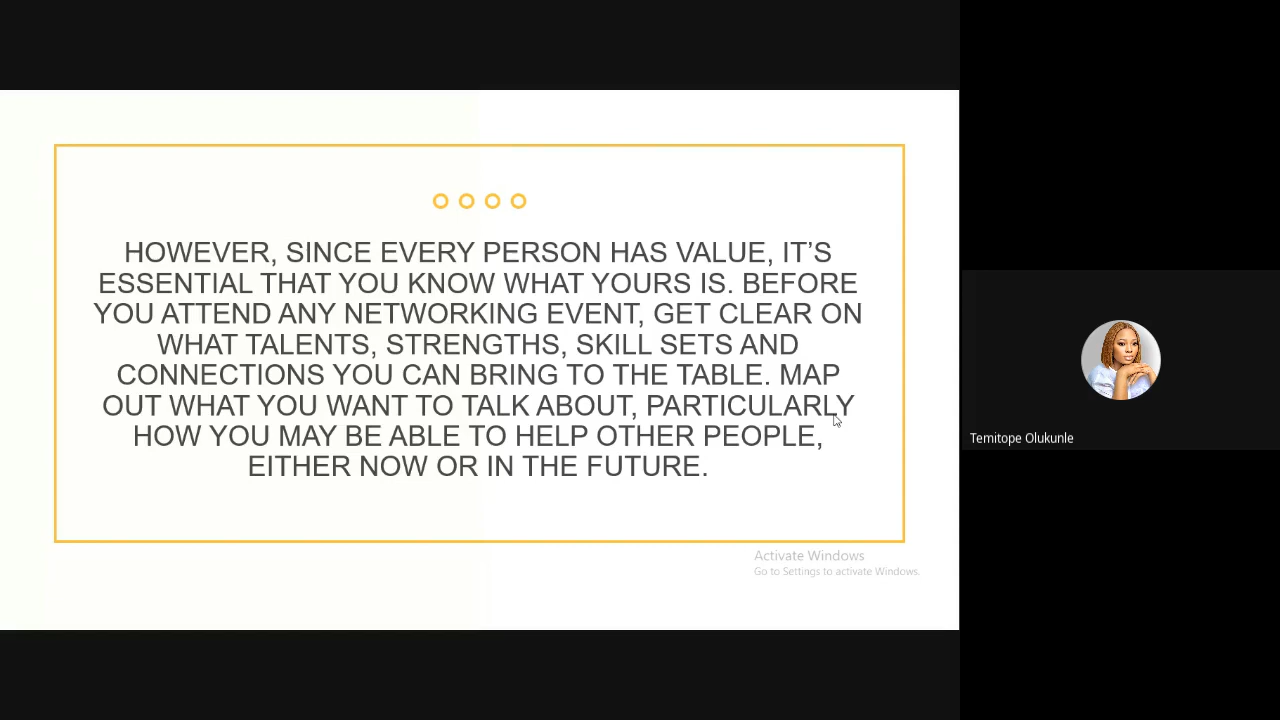 HOWEVER, SINCE EVERY PERSON HAS VALUE, IT’S
ESSENTIAL THAT YOU KNOW WHAT YOURS IS. BEFORE
YOU ATTEND ANY NETWORKING EVENT, GET CLEAR ON
WHAT TALENTS, STRENGTHS, SKILL SETS AND
CONNECTIONS YOU CAN BRING TO THE TABLE. MAP
OUT WHAT YOU WANT TO TALK ABOUT, PARTICULARLY
HOW YOU MAY BE ABLE TO HELP OTHER PEOPLE,
EITHER NOW OR IN THE FUTURE.
Activate Windows
Go to Settings to activate Windows.
Temitope Olukunle